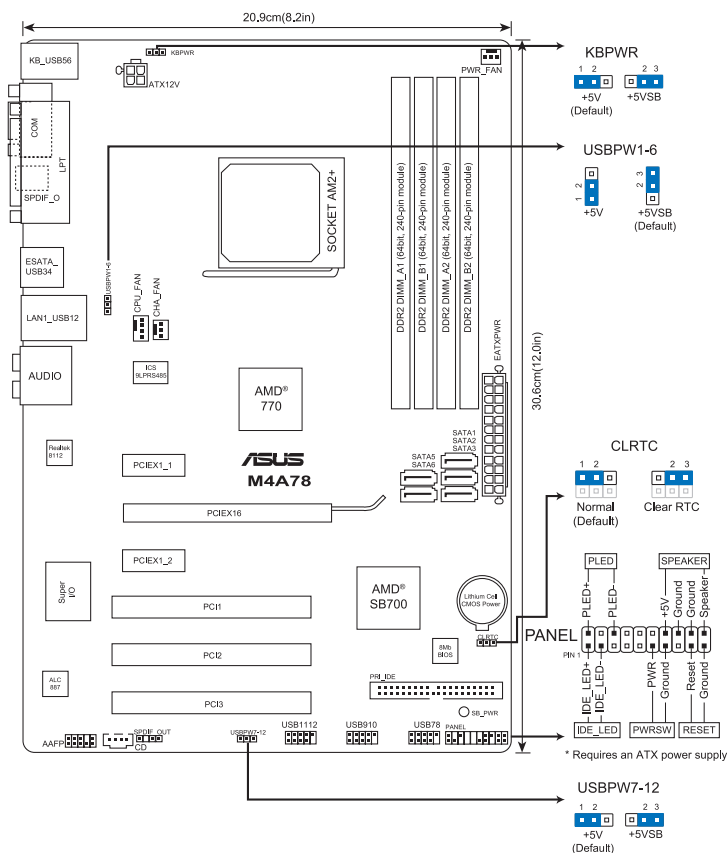 20.9cm(8.2in)
KB_USB56
KBPWR
ATX12V
PWR_FAN
KBPWR
1 2
2 3
+5V
(Default)
+5VSB
COM
LPT
SPDIF_O
SOCKET AM2+
DDR2 DIMM_A1 (64bit, 240-pin module)
DDR2 DIMM_B1 (64bit, 240-pin module)
DDR2 DIMM_A2 (64bit, 240-pin module)
DDR2 DIMM_B2 (64bit, 240-pin module)
USBPW1-6
1 2
2 3
+5V
+5VSB
(Default)
ESATA_
USB34
USBPW1-6
LAN1_USB12
CPU_FAN
CHA_FAN
AUDIO
ICS
9LPRS485
AMD®
770
EATXPWR
30.6cm(12.0in)
Realtek
8112
PCIEX1_1
ASUS
M4A78
SATA1
SATA2
SATA3
SATA5
SATA6
CLRTC
1 2
2 3
Normal
(Default)
Clear RTC
PCIEX16
PCIEX1_2
Super
I/O
AMD®
SB700
Lithium Cell
CMOS Power
PCI1
CLRTC
PCI2
8Mb
BIOS
ALC
887
PCI3
PRI_IDE
SB_PWR
PLED
SPEAKER
PLED+
PLED-
+5V
Ground
Ground
Speaker-
PANEL
PIN 1
IDE_LED+
IDE_LED-
PWR
Ground
Reset
Ground
IDE_LED
PWRSW
RESET
* Requires an ATX power supply
AAFP
CD
SPDIF_OUT
USBPW7-12
USB1112
USB910
USB78
PANEL
USBPW7-12
1 2
2 3
+5V
(Default)
+5VSB